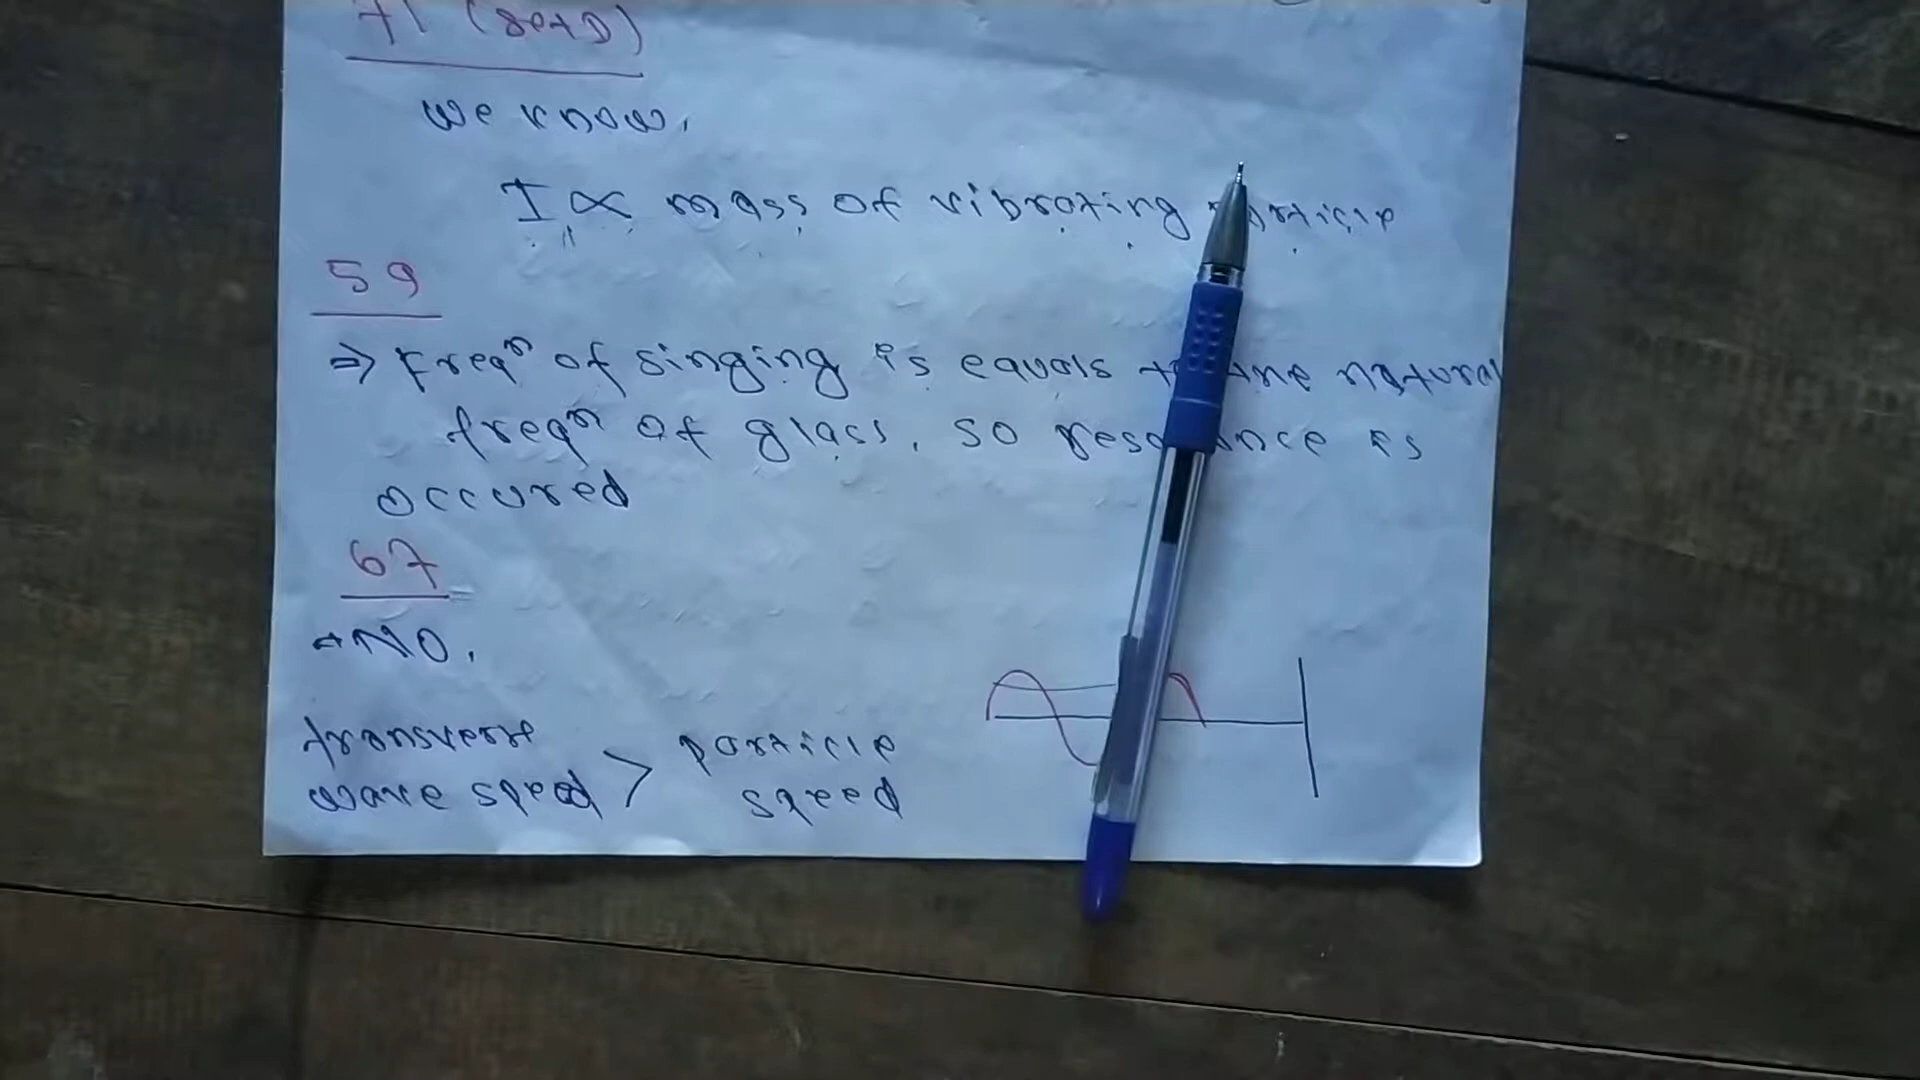 71 (Set D)
we know,
I ∝ mass of vibrating particle
59
⇒ freqⁿ of singing is equals to the natural
freqⁿ of glass, so resonance is
occured
67
→ NO.
transverse
wave speed > particle
speed